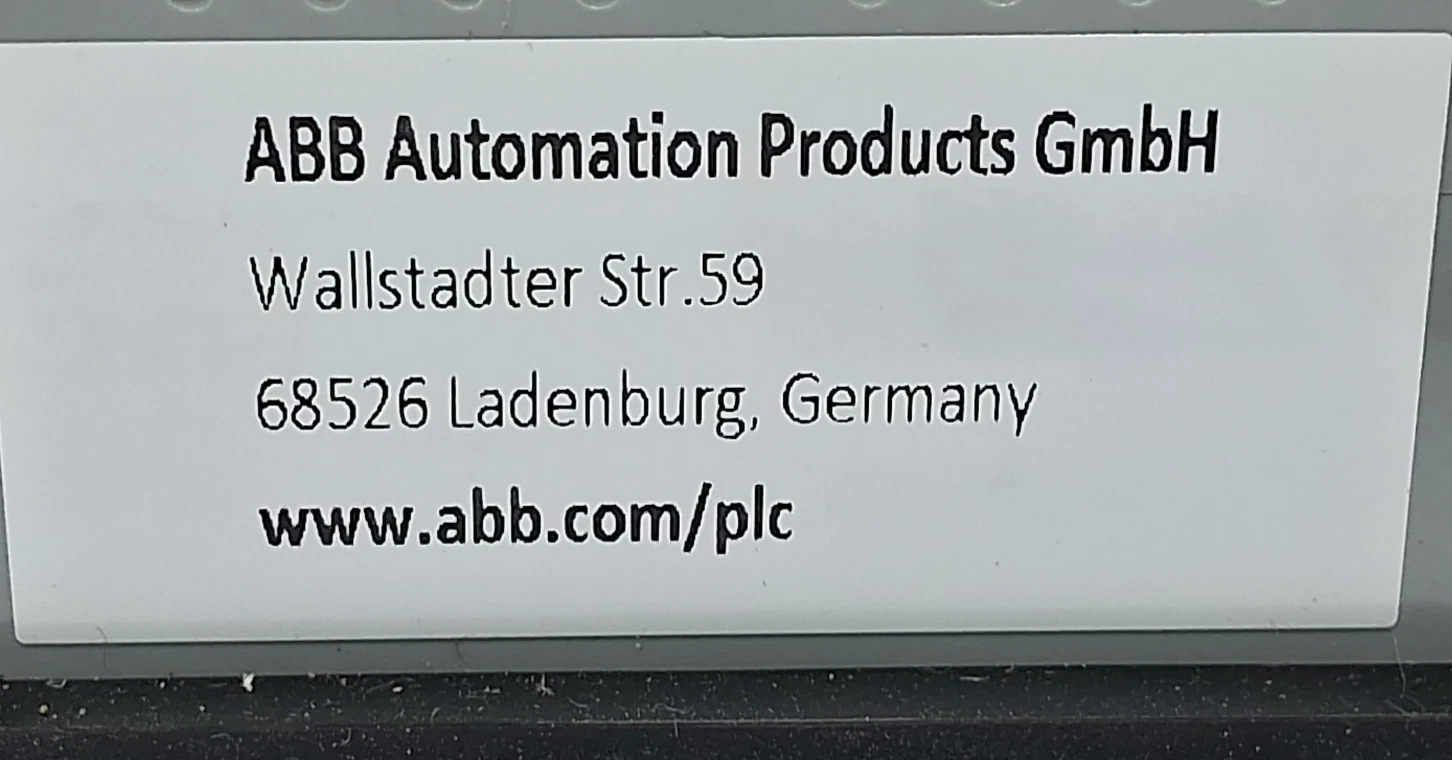 ABB Automation Products GmbH
Wallstadter Str.59
68526 Ladenburg, Germany
www.abb.com/plc